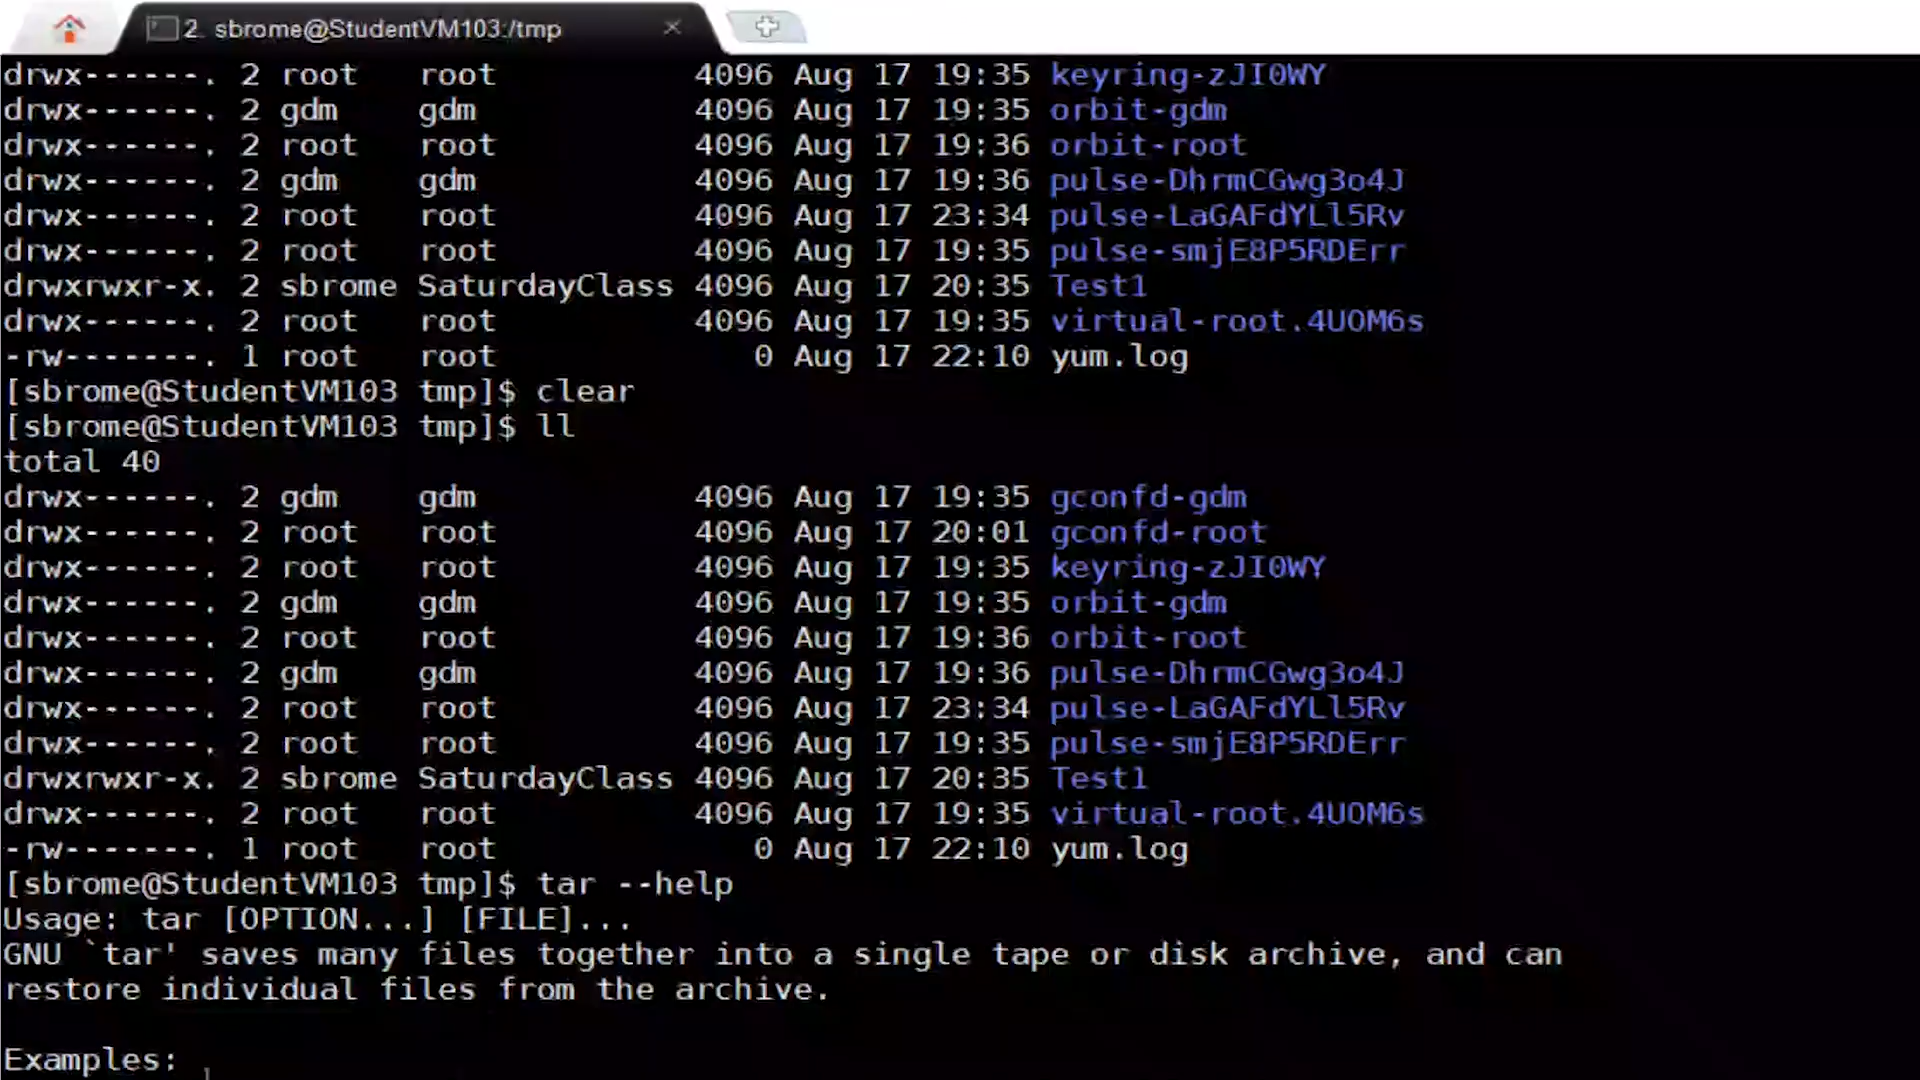 2. sbrome@StudentVM103:/tmp
drwx------. 2 root   root          4096 Aug 17 19:35 keyring-zJI0WY
drwx------. 2 gdm    gdm           4096 Aug 17 19:35 orbit-gdm
drwx------. 2 root   root          4096 Aug 17 19:36 orbit-root
drwx------. 2 gdm    gdm           4096 Aug 17 19:36 pulse-DhrmCGwg3o4J
drwx------. 2 root   root          4096 Aug 17 23:34 pulse-LaGAFdYLl5Rv
drwx------. 2 root   root          4096 Aug 17 19:35 pulse-smjE8P5RDErr
drwxrwxr-x. 2 sbrome SaturdayClass 4096 Aug 17 20:35 Test1
drwx------. 2 root   root          4096 Aug 17 19:35 virtual-root.4UOM6s
-rw-------. 1 root   root             0 Aug 17 22:10 yum.log
[sbrome@StudentVM103 tmp]$ clear
[sbrome@StudentVM103 tmp]$ ll
total 40
drwx------. 2 gdm    gdm           4096 Aug 17 19:35 gconfd-gdm
drwx------. 2 root   root          4096 Aug 17 20:01 gconfd-root
drwx------. 2 root   root          4096 Aug 17 19:35 keyring-zJI0WY
drwx------. 2 gdm    gdm           4096 Aug 17 19:35 orbit-gdm
drwx------. 2 root   root          4096 Aug 17 19:36 orbit-root
drwx------. 2 gdm    gdm           4096 Aug 17 19:36 pulse-DhrmCGwg3o4J
drwx------. 2 root   root          4096 Aug 17 23:34 pulse-LaGAFdYLl5Rv
drwx------. 2 root   root          4096 Aug 17 19:35 pulse-smjE8P5RDErr
drwxrwxr-x. 2 sbrome SaturdayClass 4096 Aug 17 20:35 Test1
drwx------. 2 root   root          4096 Aug 17 19:35 virtual-root.4UOM6s
-rw-------. 1 root   root             0 Aug 17 22:10 yum.log
[sbrome@StudentVM103 tmp]$ tar --help
Usage: tar [OPTION...] [FILE]...
GNU `tar' saves many files together into a single tape or disk archive, and can
restore individual files from the archive.
Examples: